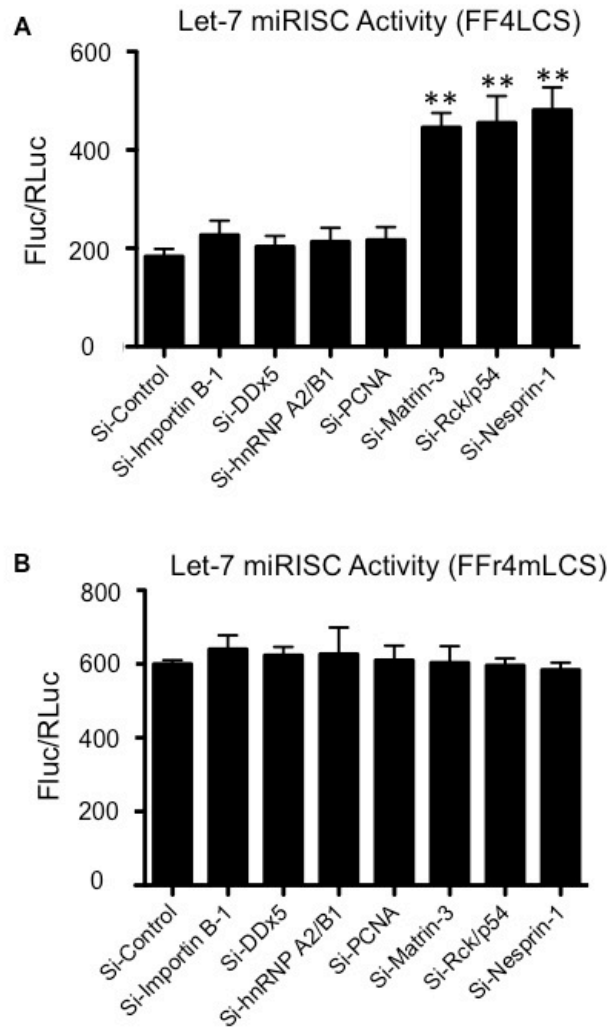 A
Let-7 miRISC Activity (FF4LCS)
600
400
200
0
Fluc/RLuc
** ** **
Si-Control
Si-Importin B-1
Si-DDx5
Si-hnRNP A2/B1
Si-PCNA
Si-Matrin-3
Si-Rck/p54
Si-Nesprin-1
B
Let-7 miRISC Activity (FFr4mLCS)
800
600
400
200
0
Fluc/RLuc
Si-Control
Si-Importin B-1
Si-DDx5
Si-hnRNP A2/B1
Si-PCNA
Si-Matrin-3
Si-Rck/p54
Si-Nesprin-1